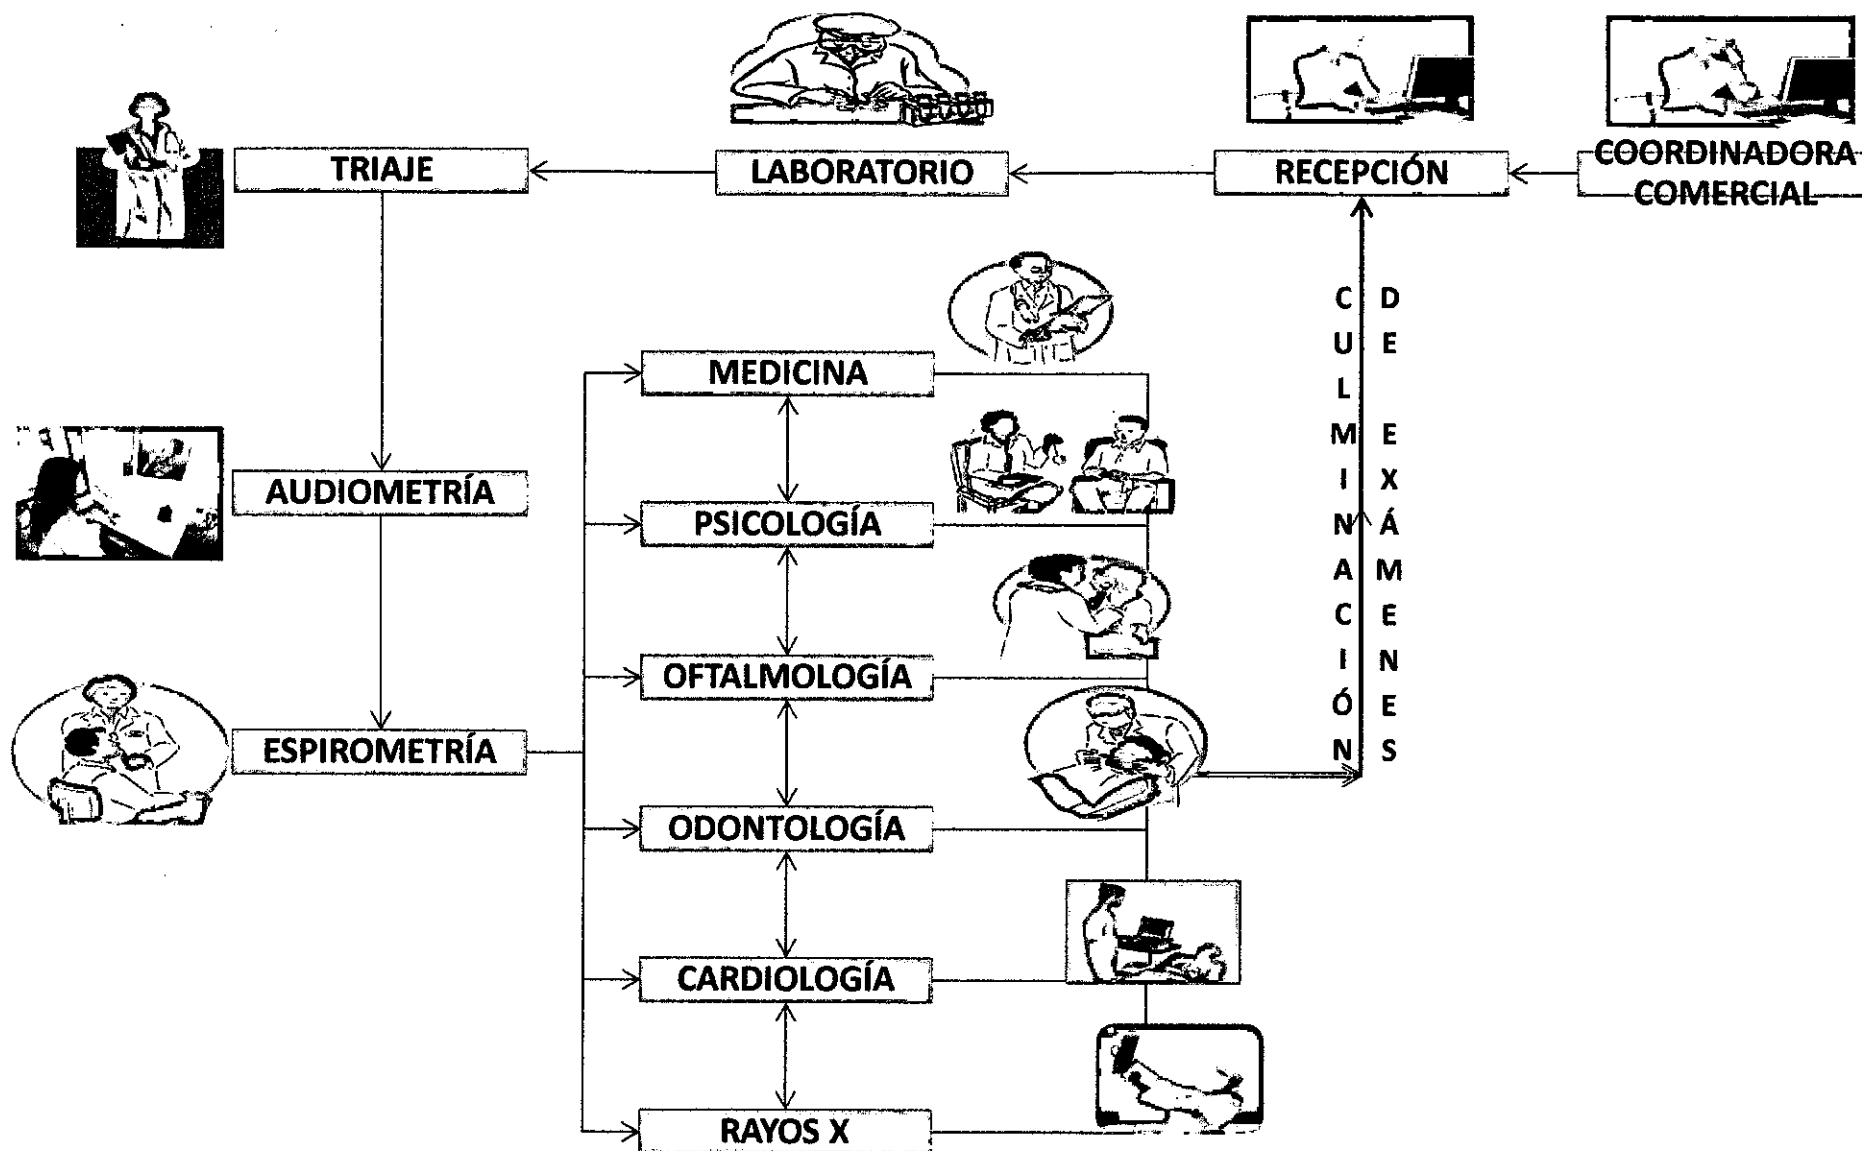 TRIAJE
LABORATORIO
RECEPCIÓN
COORDINADORA
COMERCIAL
MEDICINA
AUDIOMETRÍA
PSICOLOGÍA
OFTALMOLOGÍA
ESPIROMETRÍA
ODONTOLOGÍA
CARDIOLOGÍA
RAYOS X
CULMINACIÓN
DE EXÁMENES